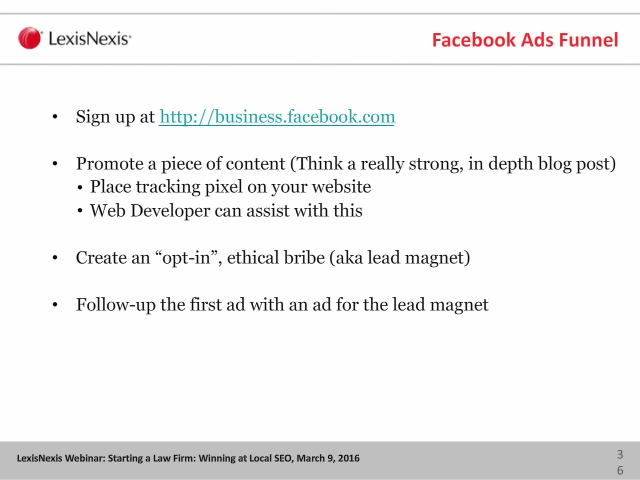 LexisNexis®
Facebook Ads Funnel
• Sign up at http://business.facebook.com
• Promote a piece of content (Think a really strong, in depth blog post)
• Place tracking pixel on your website
• Web Developer can assist with this
• Create an “opt-in”, ethical bribe (aka lead magnet)
• Follow-up the first ad with an ad for the lead magnet
LexisNexis Webinar: Starting a Law Firm: Winning at Local SEO, March 9, 2016
3
6